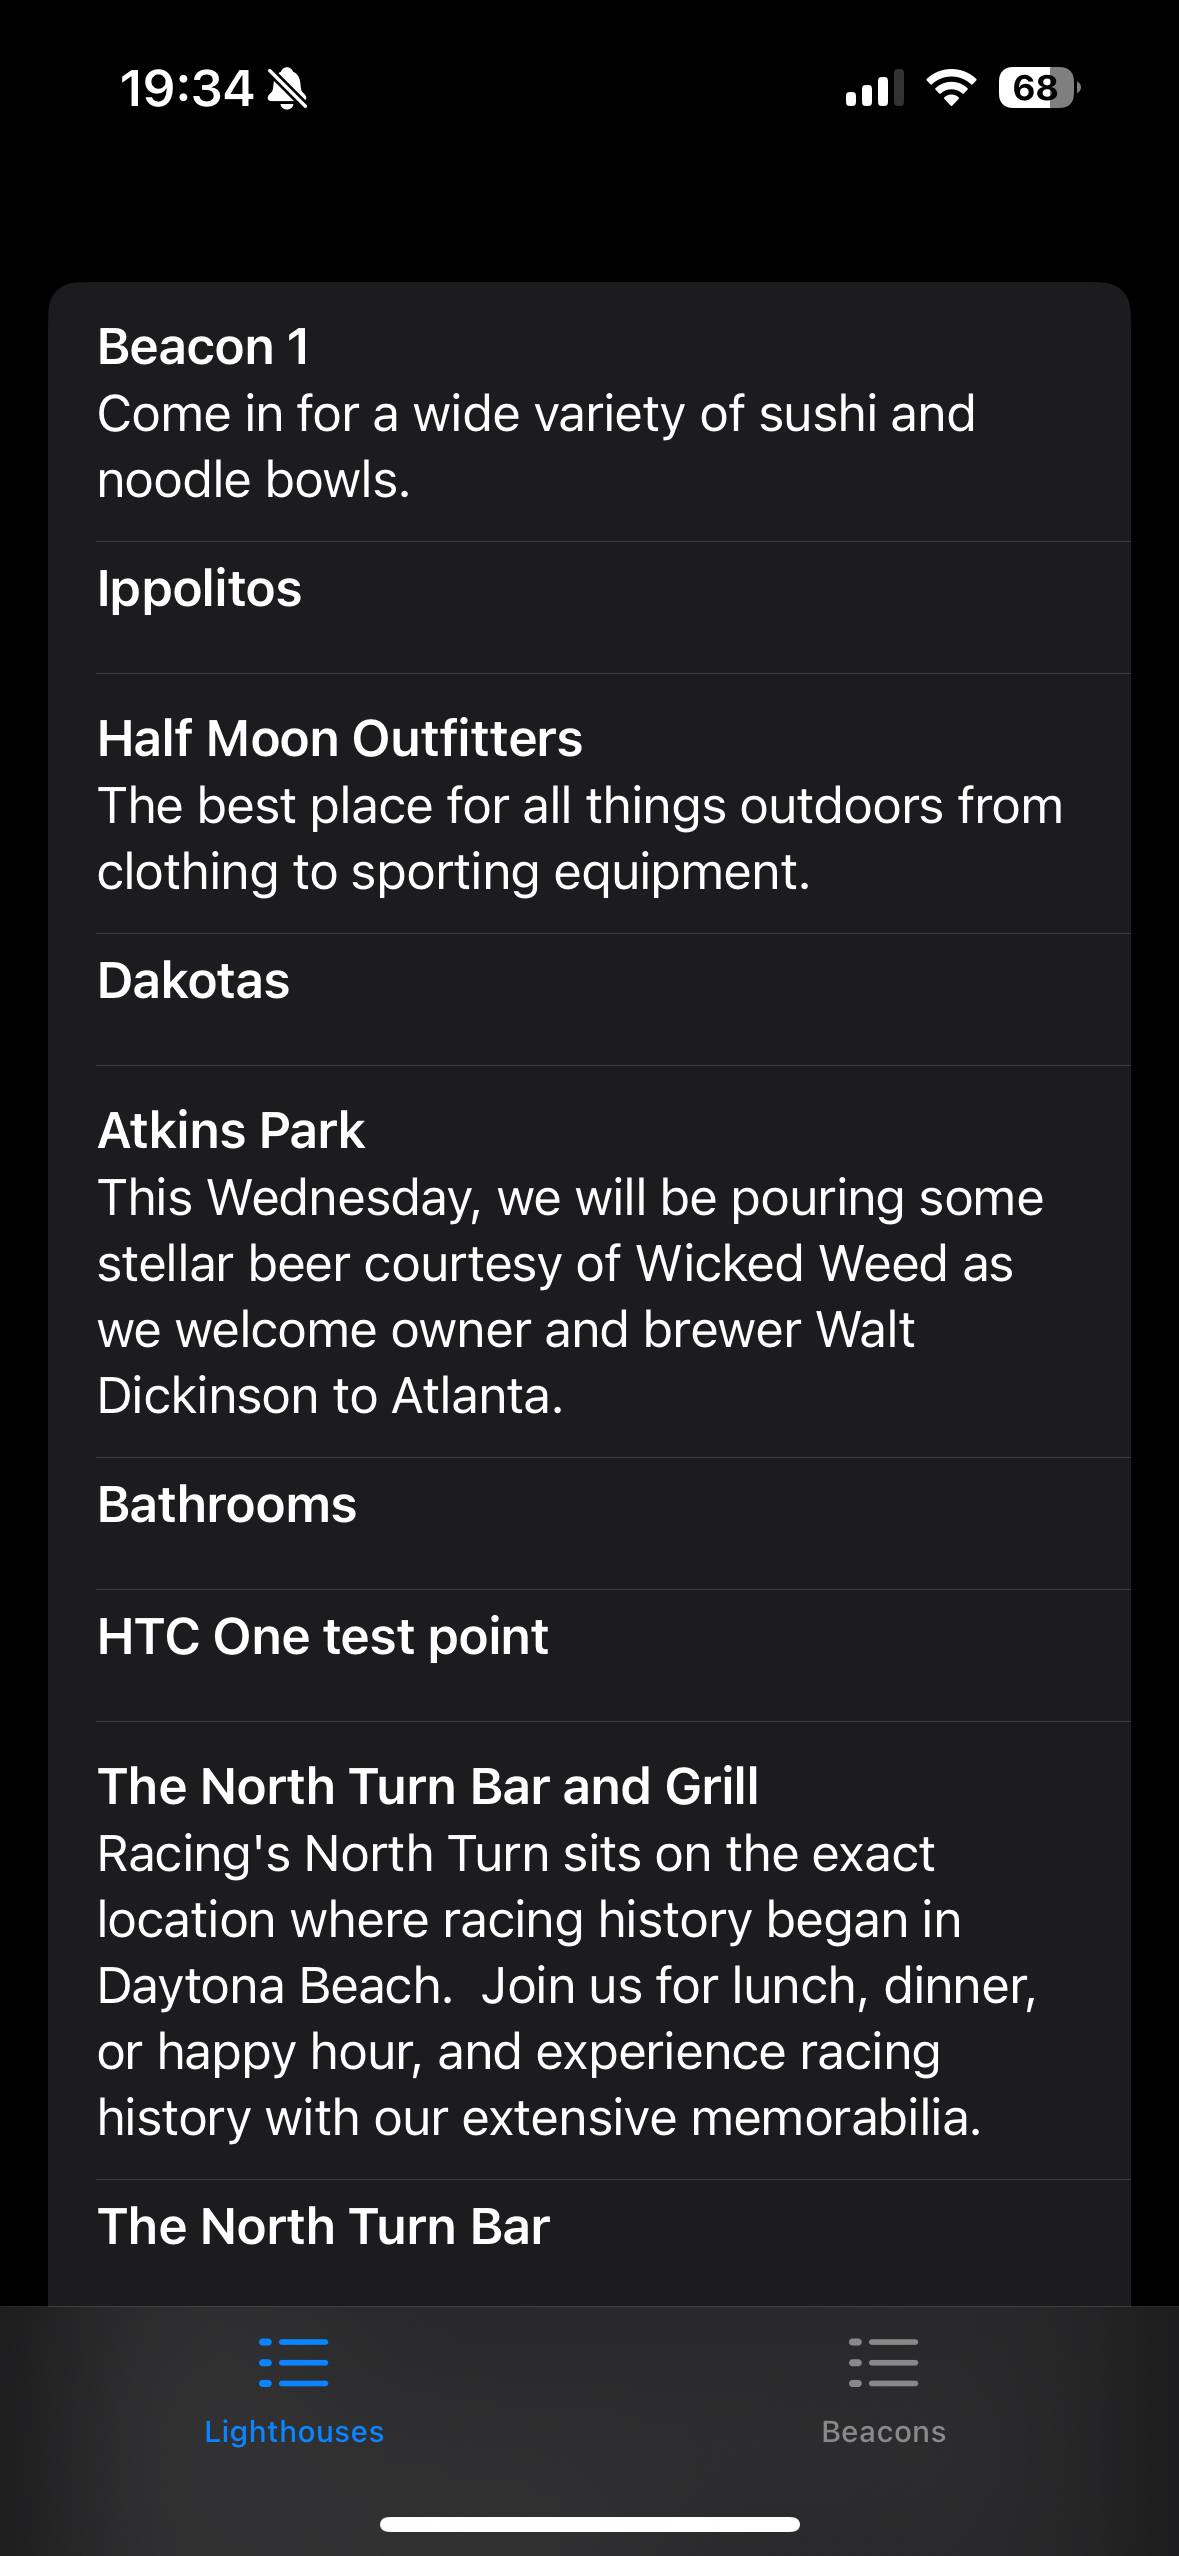 19:34
68
Beacon 1
Come in for a wide variety of sushi and
noodle bowls.
Ippolitos
Half Moon Outfitters
The best place for all things outdoors from
clothing to sporting equipment.
Dakotas
Atkins Park
This Wednesday, we will be pouring some
stellar beer courtesy of Wicked Weed as
we welcome owner and brewer Walt
Dickinson to Atlanta.
Bathrooms
HTC One test point
The North Turn Bar and Grill
Racing's North Turn sits on the exact
location where racing history began in
Daytona Beach.  Join us for lunch, dinner,
or happy hour, and experience racing
history with our extensive memorabilia.
The North Turn Bar
Lighthouses
Beacons